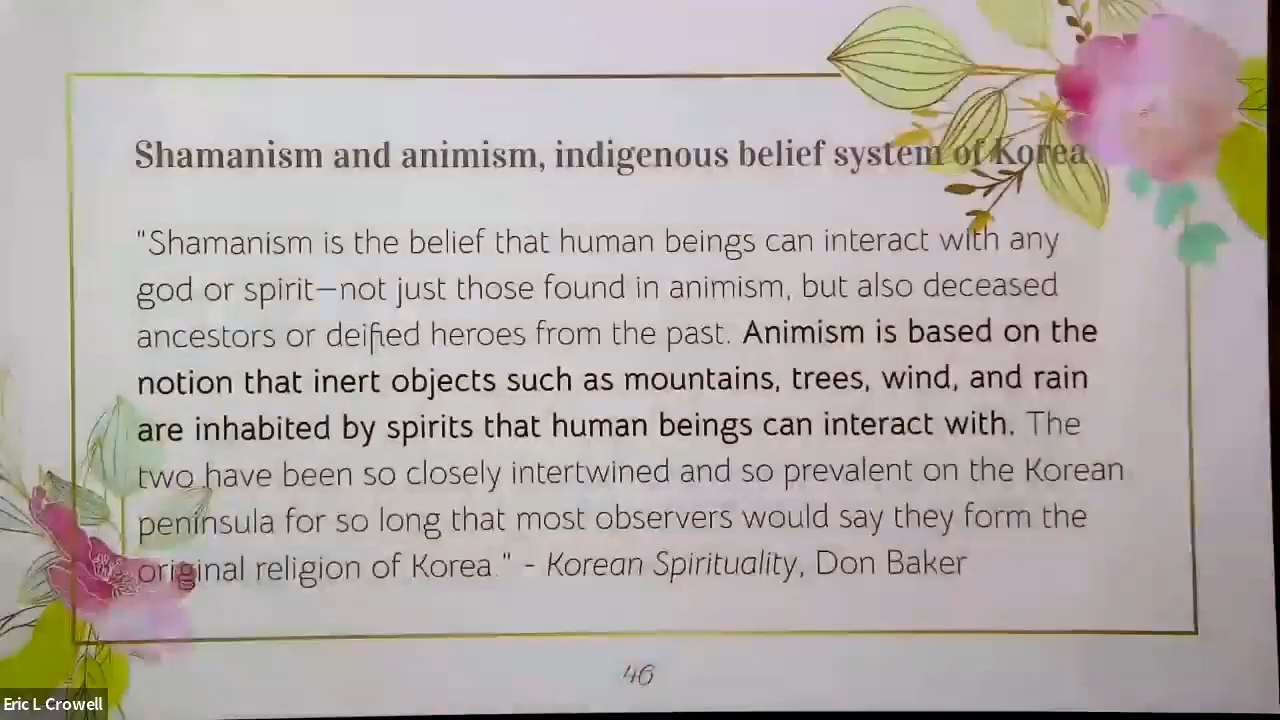 Shamanism and animism, indigenous belief system of Korea
"Shamanism is the belief that human beings can interact with any
god or spirit—not just those found in animism, but also deceased
ancestors or deified heroes from the past. Animism is based on the
notion that inert objects such as mountains, trees, wind, and rain
are inhabited by spirits that human beings can interact with. The
two have been so closely intertwined and so prevalent on the Korean
peninsula for so long that most observers would say they form the
original religion of Korea." - Korean Spirituality, Don Baker
46
Eric L Crowell